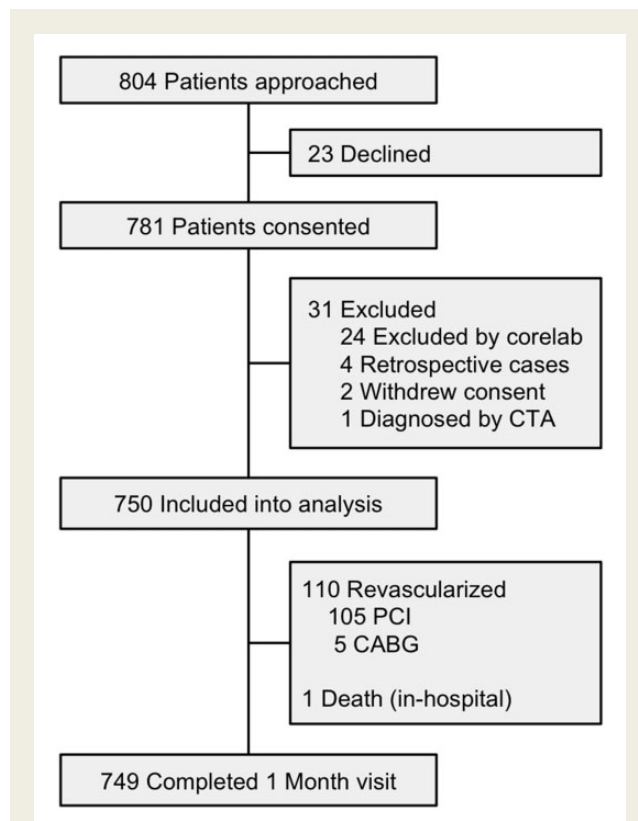 804 Patients approached
23 Declined
781 Patients consented
31 Excluded
24 Excluded by corelab
4 Retrospective cases
2 Withdrew consent
1 Diagnosed by CTA
750 Included into analysis
110 Revascularized
105 PCI
5 CABG
1 Death (in-hospital)
749 Completed 1 Month visit